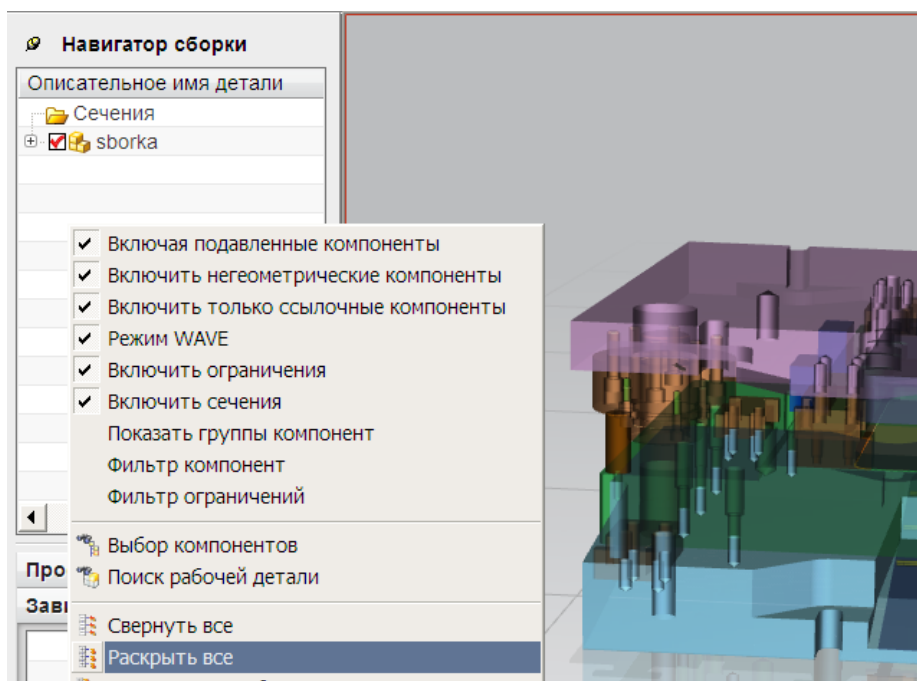 Навигатор сборки
Описательное имя детали
Сечения
sborka
Включая подавленные компоненты
Включить негеометрические компоненты
Включить только ссылочные компоненты
Режим WAVE
Включить ограничения
Включить сечения
Показать группы компонент
Фильтр компонент
Фильтр ограничений
Выбор компонентов
Про
Поиск рабочей детали
Зави
Свернуть все
Раскрыть все